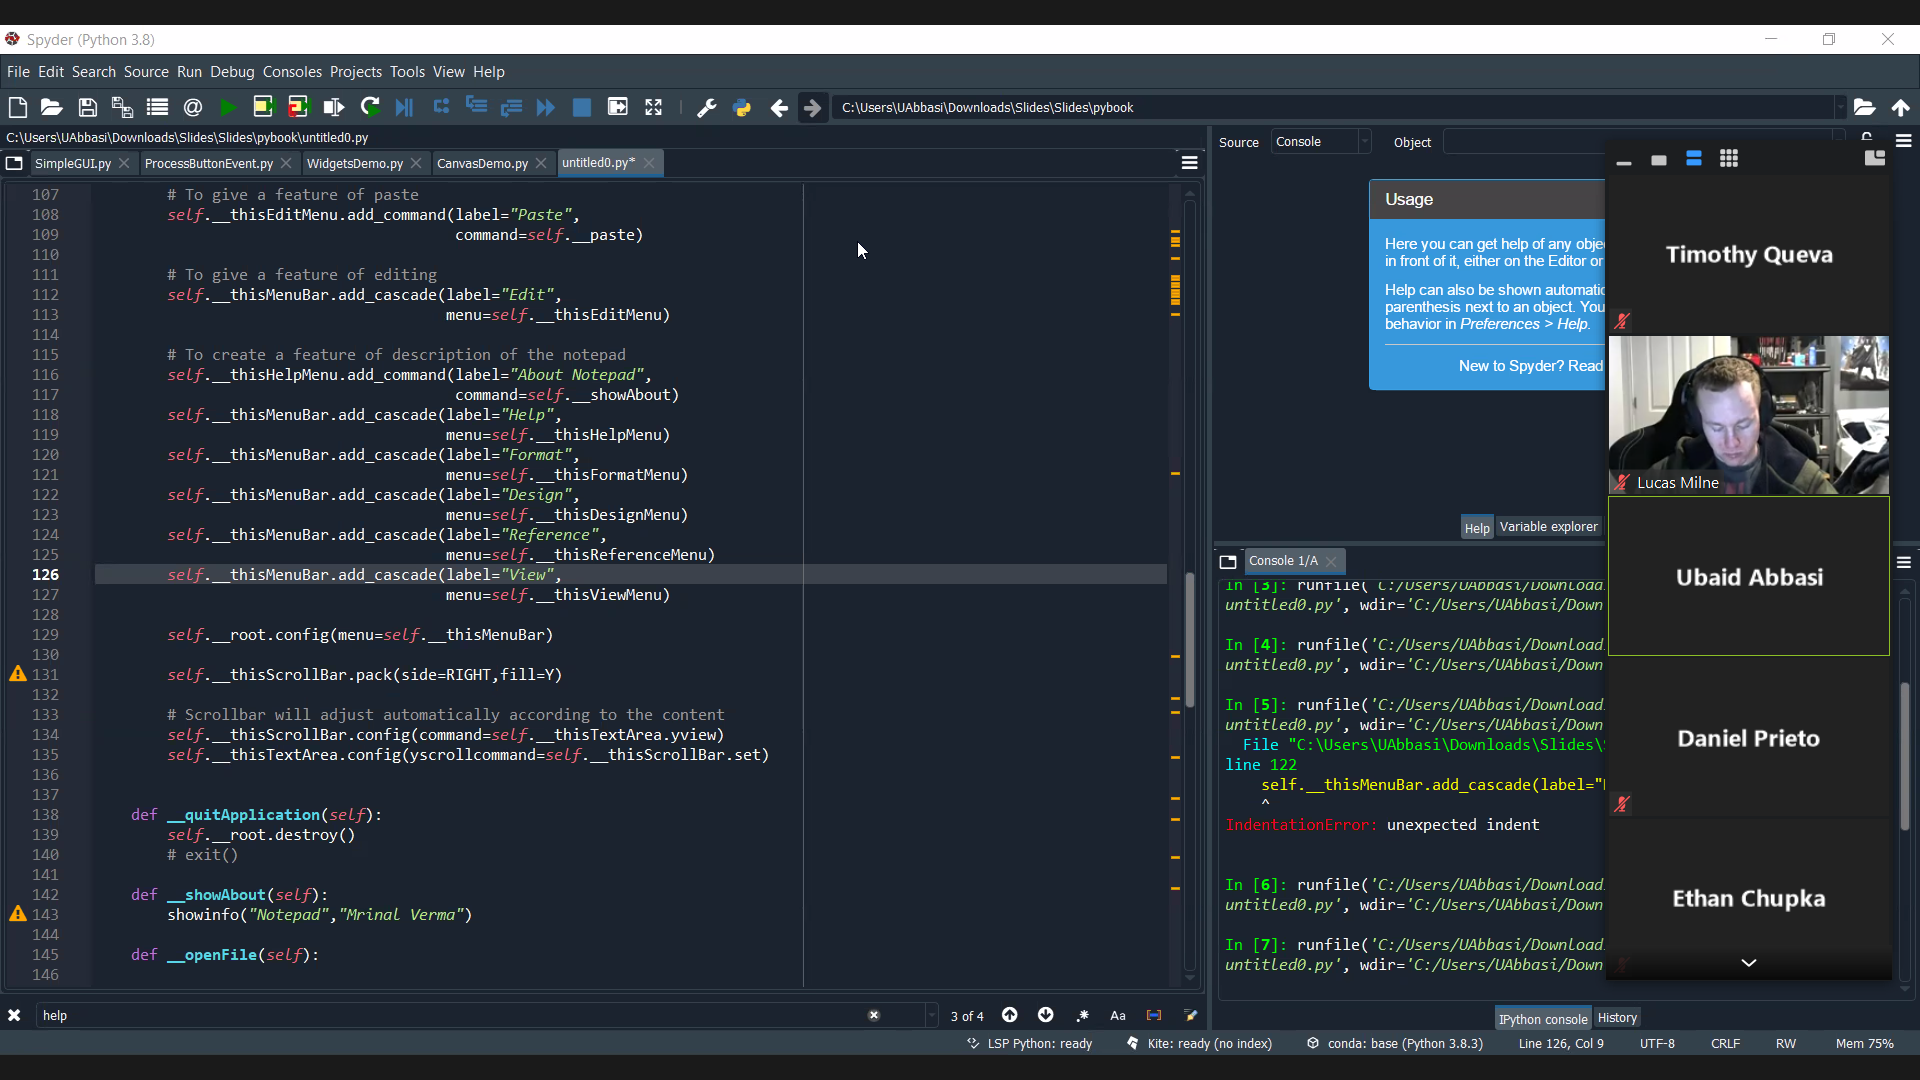 Spyder (Python 3.8)
File Edit Search Source Run Debug Consoles Projects Tools View Help
C:\Users\UAbbasi\Downloads\Slides\Slides\pybook
C:\Users\UAbbasi\Downloads\Slides\Slides\pybook\untitled0.py
SimpleGUI.py ProcessButtonEvent.py WidgetsDemo.py CanvasDemo.py untitled0.py*
107 # To give a feature of paste
108 self.__thisEditMenu.add_command(label="Paste",
109 command=self.__paste)
110
111 # To give a feature of editing
112 self.__thisMenuBar.add_cascade(label="Edit",
113 menu=self.__thisEditMenu)
114
115 # To create a feature of description of the notepad
116 self.__thisHelpMenu.add_command(label="About Notepad",
117 command=self.__showAbout)
118 self.__thisMenuBar.add_cascade(label="Help",
119 menu=self.__thisHelpMenu)
120 self.__thisMenuBar.add_cascade(label="Format",
121 menu=self.__thisFormatMenu)
122 self.__thisMenuBar.add_cascade(label="Design",
123 menu=self.__thisDesignMenu)
124 self.__thisMenuBar.add_cascade(label="Reference",
125 menu=self.__thisReferenceMenu)
126 self.__thisMenuBar.add_cascade(label="View",
127 menu=self.__thisViewMenu)
128
129 self.__root.config(menu=self.__thisMenuBar)
130
131 self.__thisScrollBar.pack(side=RIGHT,fill=Y)
132
133 # Scrollbar will adjust automatically according to the content
134 self.__thisScrollBar.config(command=self.__thisTextArea.yview)
135 self.__thisTextArea.config(yscrollcommand=self.__thisScrollBar.set)
136
137
138 def __quitApplication(self):
139 self.__root.destroy()
140 # exit()
141
142 def __showAbout(self):
143 showinfo("Notepad","Mrinal Verma")
144
145 def __openFile(self):
146
help
3 of 4
Aa
Source Console Object
Usage
Here you can get help of any obje
in front of it, either on the Editor or
Help can also be shown automatic
parenthesis next to an object. You
behavior in Preferences > Help.
New to Spyder? Read
Help Variable explorer
Console 1/A
In [3]: runfile('C:/Users/UAbbasi/Download
untitled0.py', wdir='C:/Users/UAbbasi/Down
In [4]: runfile('C:/Users/UAbbasi/Download
untitled0.py', wdir='C:/Users/UAbbasi/Down
In [5]: runfile('C:/Users/UAbbasi/Download
untitled0.py', wdir='C:/Users/UAbbasi/Down
File "C:\Users\UAbbasi\Downloads\Slides\
line 122
self.__thisMenuBar.add_cascade(label="
^
IndentationError: unexpected indent
In [6]: runfile('C:/Users/UAbbasi/Download
untitled0.py', wdir='C:/Users/UAbbasi/Down
In [7]: runfile('C:/Users/UAbbasi/Download
untitled0.py', wdir='C:/Users/UAbbasi/Down
IPython console History
Timothy Queva
Lucas Milne
Ubaid Abbasi
Daniel Prieto
Ethan Chupka
LSP Python: ready Kite: ready (no index) conda: base (Python 3.8.3) Line 126, Col 9 UTF-8 CRLF RW Mem 75%